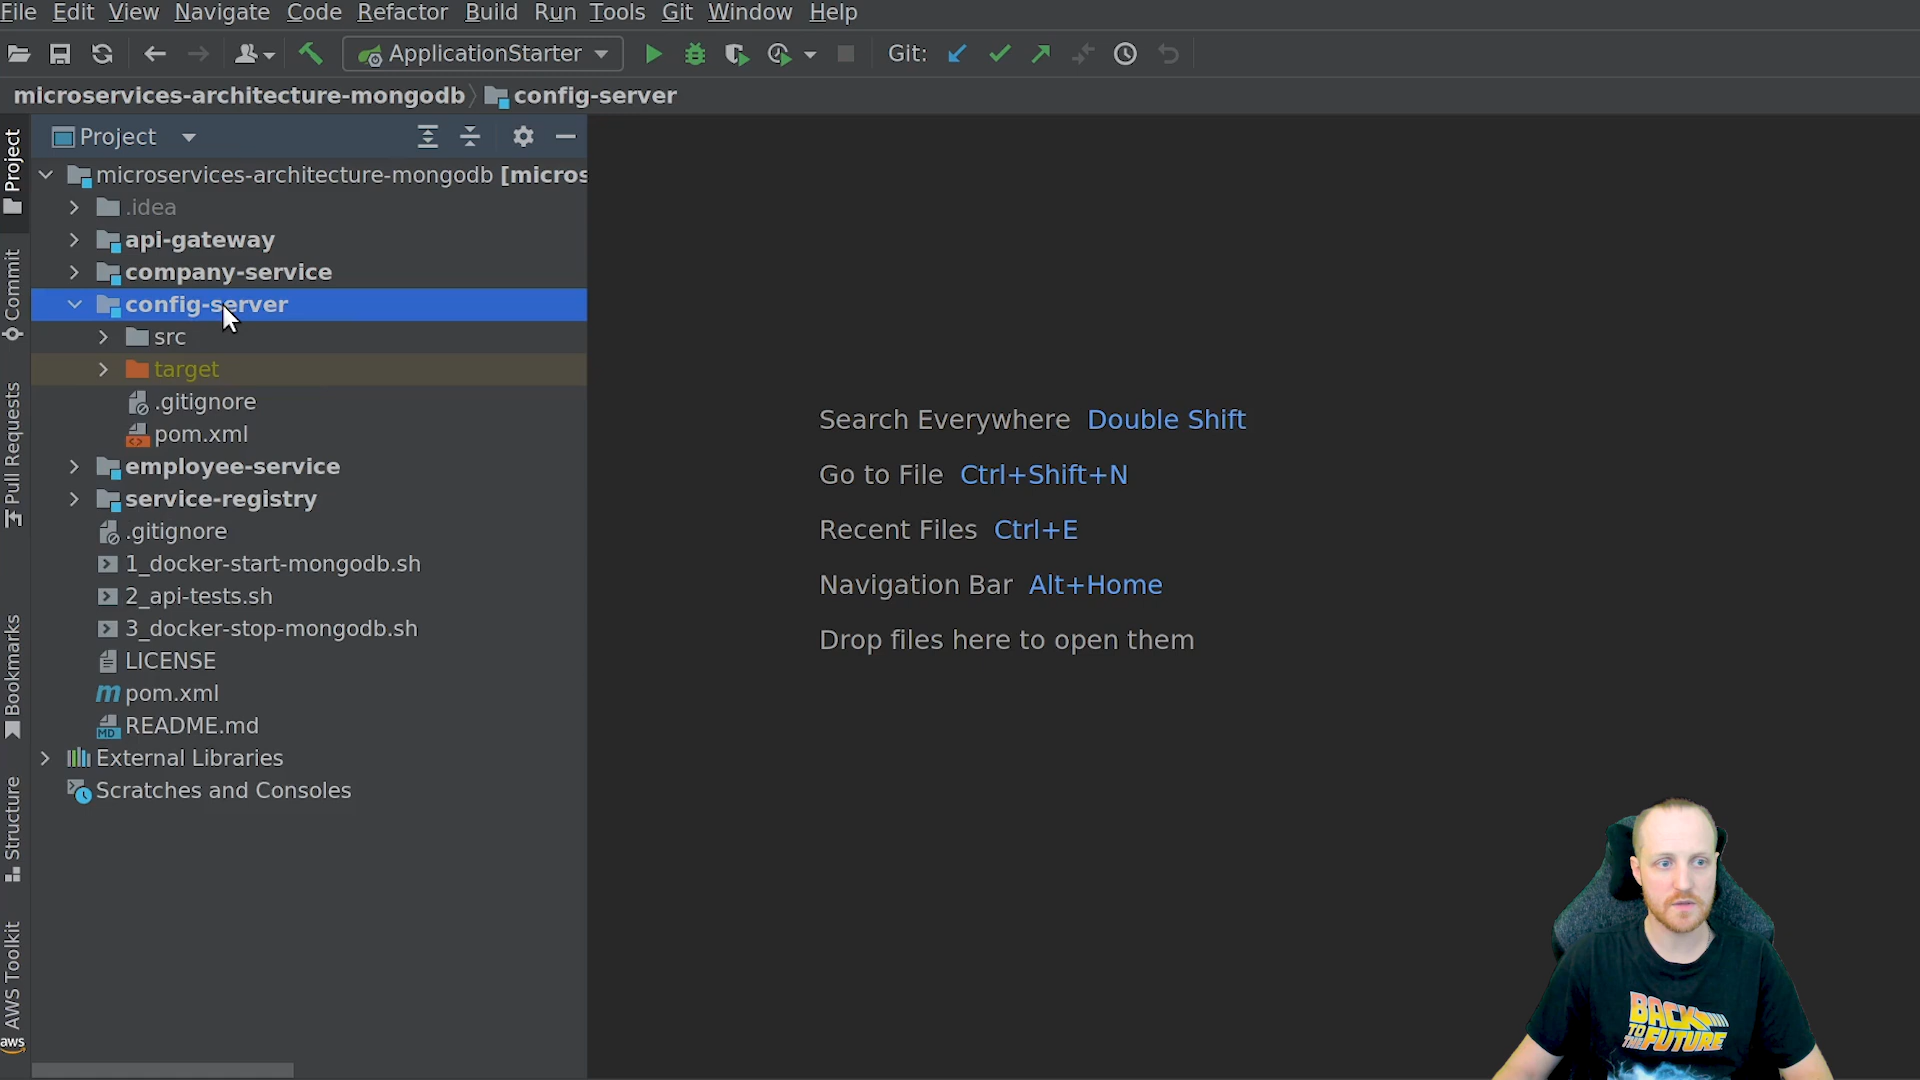 File Edit View Navigate Code Refactor Build Run Tools Git Window Help
ApplicationStarter Git:
microservices-architecture-mongodb config-server
Project
microservices-architecture-mongodb [micros
.idea
api-gateway
company-service
config-server
src
target
.gitignore
pom.xml
employee-service
service-registry
.gitignore
1_docker-start-mongodb.sh
2_api-tests.sh
3_docker-stop-mongodb.sh
LICENSE
pom.xml
MD README.md
External Libraries
Scratches and Consoles
Project
Commit
Pull Requests
Bookmarks
Structure
AWS Toolkit
aws
Search Everywhere Double Shift
Go to File Ctrl+Shift+N
Recent Files Ctrl+E
Navigation Bar Alt+Home
Drop files here to open them
BACK
TO THE FUTURE